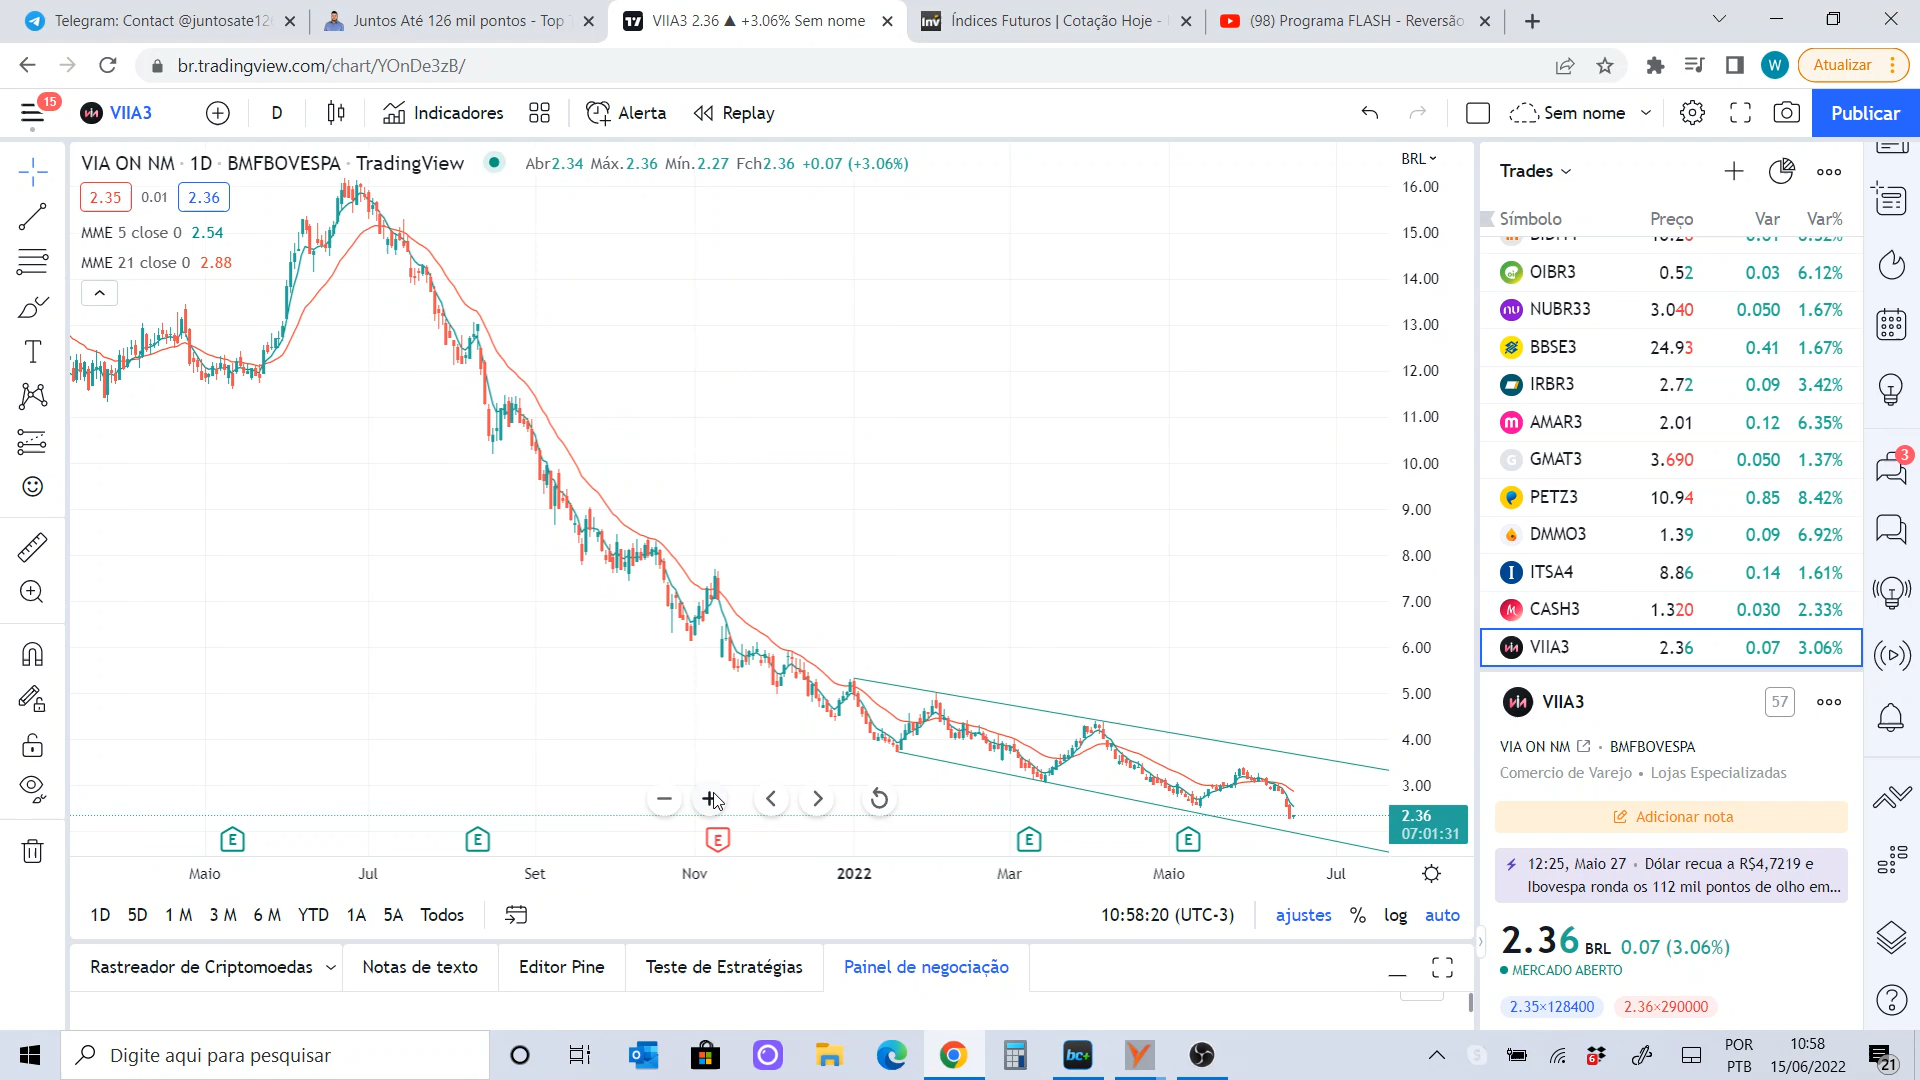 Telegram: Contact @juntosate126
Juntos Até 126 mil pontos - Top
VIIA3 2.36 ▲ +3.06% Sem nome
Índices Futuros | Cotação Hoje -
(98) Programa FLASH - Reversão
br.tradingview.com/chart/YOnDe3zB/
W
Atualizar
15
VIIA3
D
Indicadores
Alerta
Replay
Sem nome
Publicar
VIA ON NM · 1D · BMFBOVESPA · TradingView
Abr2.34 Máx.2.36 Mín.2.27 Fch2.36 +0.07 (+3.06%)
2.35 0.01 2.36
MME 5 close 0 2.54
MME 21 close 0 2.88
BRL
16.00
15.00
14.00
13.00
12.00
11.00
10.00
9.00
8.00
7.00
6.00
5.00
4.00
3.00
2.36
07:01:31
E E E E E
Maio Jul Set Nov 2022 Mar Maio Jul
1D 5D 1 M 3 M 6 M YTD 1A 5A Todos
10:58:20 (UTC-3) ajustes % log auto
Rastreador de Criptomoedas
Notas de texto
Editor Pine
Teste de Estratégias
Painel de negociação
Trades
Símbolo Preço Var Var%
OIBR3 0.52 0.03 6.12%
NUBR33 3.040 0.050 1.67%
BBSE3 24.93 0.41 1.67%
IRBR3 2.72 0.09 3.42%
AMAR3 2.01 0.12 6.35%
GMAT3 3.690 0.050 1.37%
PETZ3 10.94 0.85 8.42%
DMMO3 1.39 0.09 6.92%
ITSA4 8.86 0.14 1.61%
CASH3 1.320 0.030 2.33%
VIIA3 2.36 0.07 3.06%
VIIA3 57
VIA ON NM • BMFBOVESPA
Comercio de Varejo • Lojas Especializadas
Adicionar nota
12:25, Maio 27 • Dólar recua a R$4,7219 e
Ibovespa ronda os 112 mil pontos de olho em...
2.36 BRL 0.07 (3.06%)
MERCADO ABERTO
2.35×128400 2.36×290000
3
Digite aqui para pesquisar
bc+
6
POR
PTB
10:58
15/06/2022
21